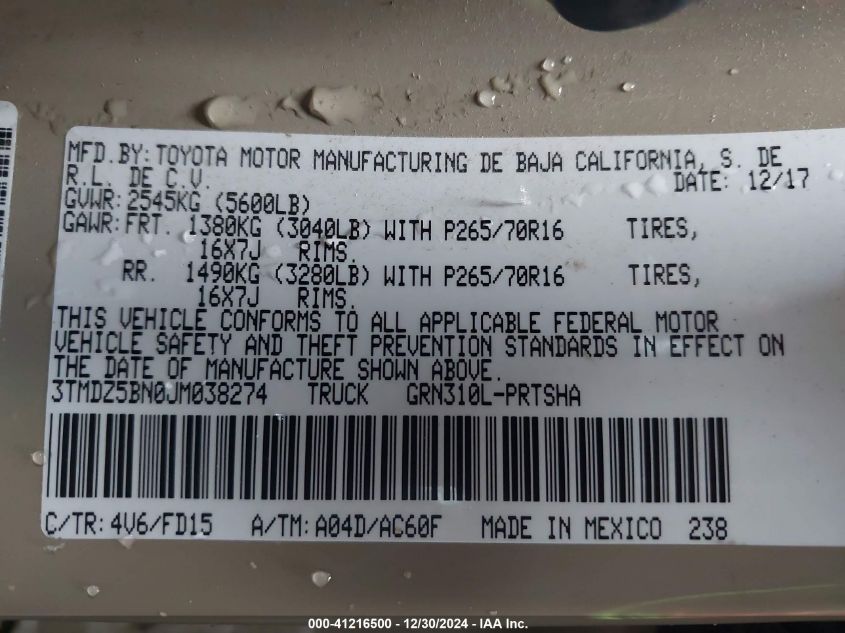 MFD.BY:TOYOTA MOTOR MANUFACTURING DE BAJA CALIFORNIA, S. DE
R.L. DE C.V. DATE: 12/17
GVWR:2545KG (5600LB)
GAWR:FRT. 1380KG (3040LB) WITH P265/70R16 TIRES,
16X7J RIMS.
RR. 1490KG (3280LB) WITH P265/70R16 TIRES,
16X7J RIMS.
THIS VEHICLE CONFORMS TO ALL APPLICABLE FEDERAL MOTOR
VEHICLE SAFETY AND THEFT PREVENTION STANDARDS IN EFFECT ON
THE DATE OF MANUFACTURE SHOWN ABOVE.
3TMDZ5BN0JM038274 TRUCK GRN310L-PRTSHA
C/TR:4V6/FD15 A/TM:A04D/AC60F MADE IN MEXICO 238
000-41216500 - 12/30/2024 - IAA Inc.